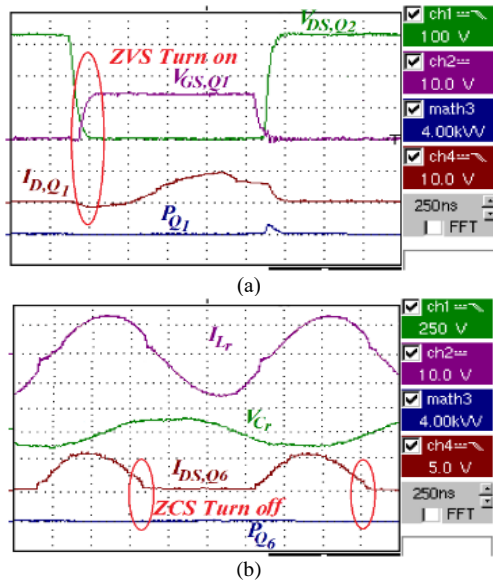 V_DS,Q2
ZVS Turn on
V_GS,Q1
I_D,Q1
P_Q1
ch1
100 V
ch2
10.0 V
math3
4.00kVV
ch4
10.0 V
250ns
FFT
(a)
I_Lr
V_Cr
I_DS,Q6
ZCS Turn off
P_Q6
ch1
250 V
ch2
10.0 V
math3
4.00kVV
ch4
5.0 V
250ns
FFT
(b)